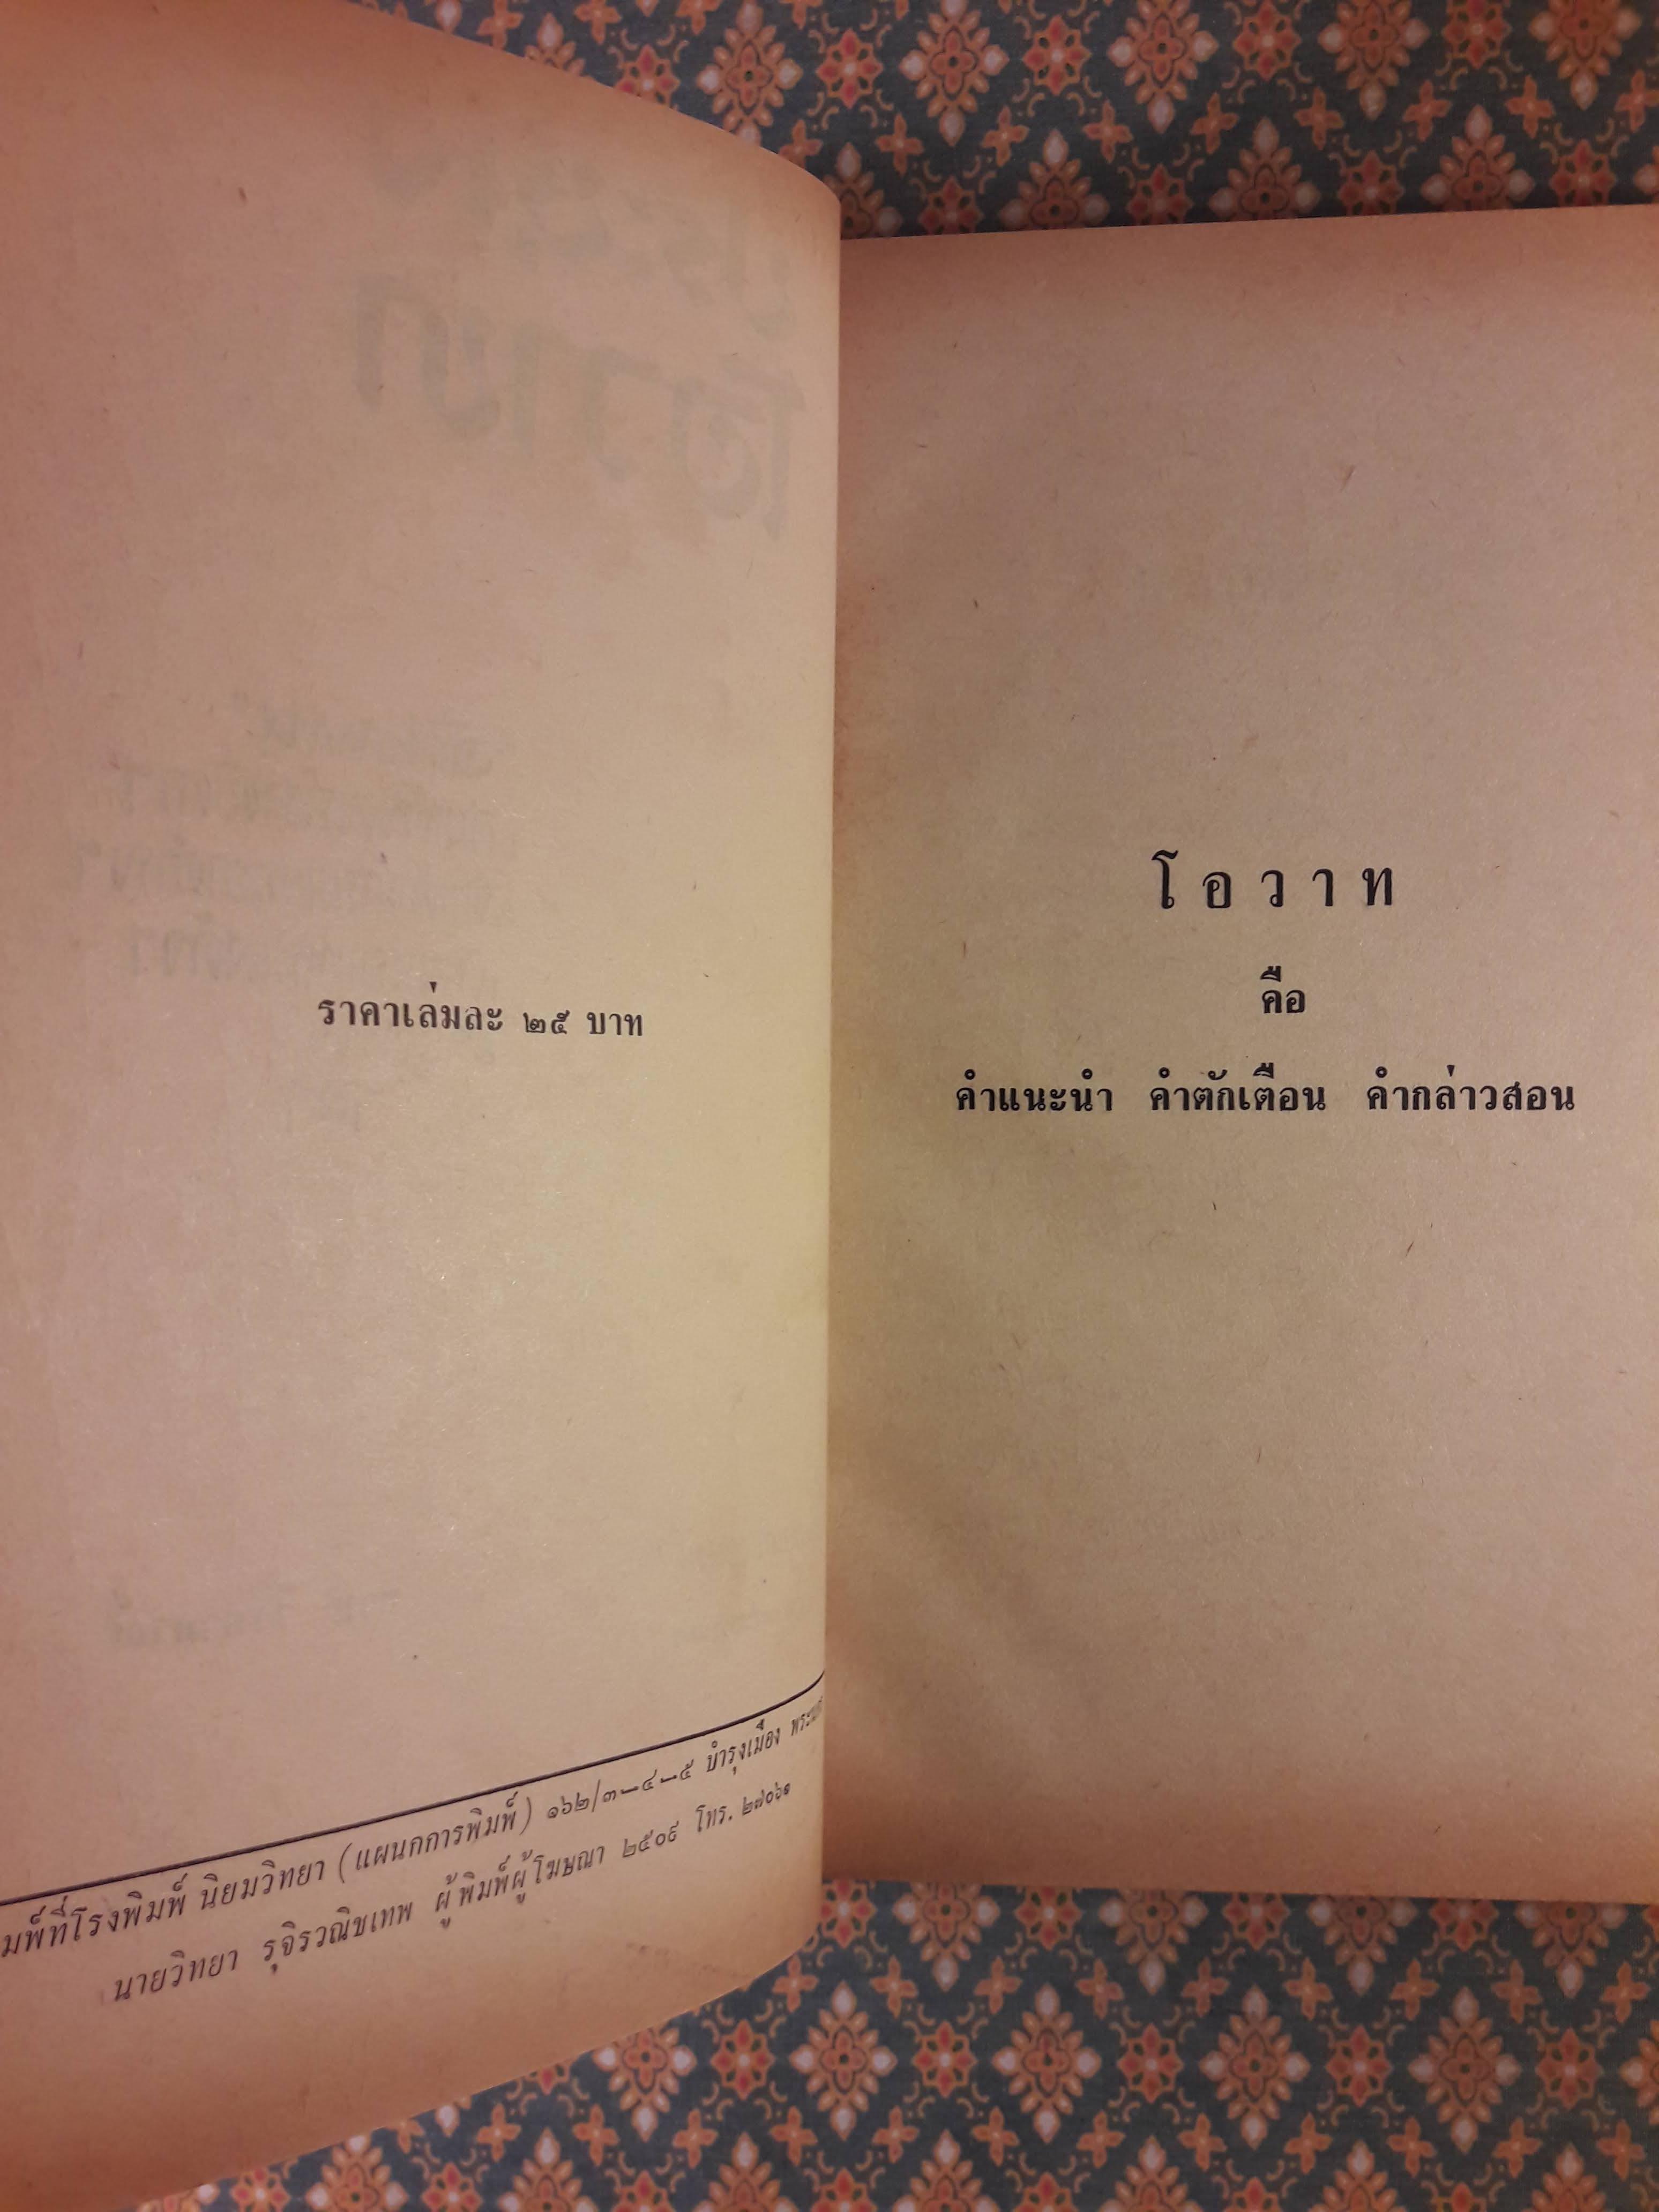 ราคาเล่มละ ๒๕ บาท
มพ์ที่โรงพิมพ์ นิยมวิทยา (แผนกการพิมพ์) ๑๖๒/๓–๔–๕ บำรุงเมือง
นายวิทยา รุจิรวณิชเทพ ผู้พิมพ์ผู้โฆษณา ๒๕๐๙ โทร. ๒๗๐๖๑
โอวาท
คือ
คำแนะนำ คำตักเตือน คำกล่าวสอน